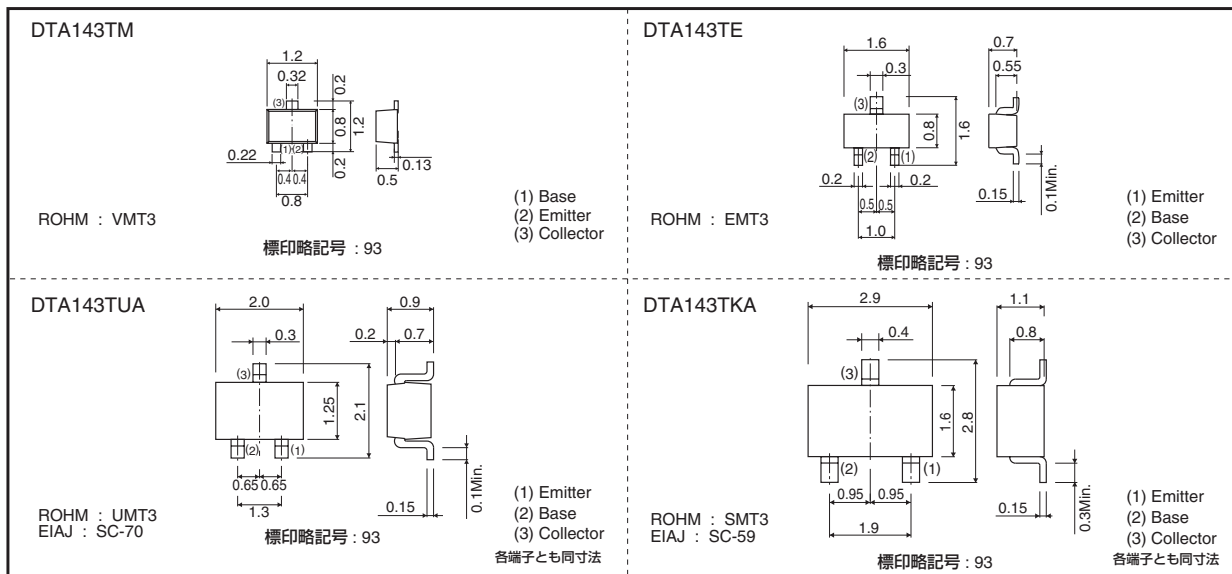 DTA143TM
1.2
0.32
0.2
(3)
0.8
1.2
(1)
(2)
0.22
0.2
0.13
0.4
0.4
0.5
0.8
(1) Base
(2) Emitter
(3) Collector
ROHM : VMT3
標印略記号 : 93
DTA143TE
1.6
0.7
0.3
0.55
(3)
0.8
1.6
(2)
(1)
0.2
0.2
0.15
0.1Min.
0.5
0.5
1.0
(1) Emitter
(2) Base
(3) Collector
ROHM : EMT3
標印略記号 : 93
DTA143TUA
2.0
0.9
0.3
0.2
0.7
(3)
1.25
2.1
(2)
(1)
0.65
0.65
0.1Min.
1.3
0.15
(1) Emitter
(2) Base
(3) Collector
ROHM : UMT3
EIAJ : SC-70
標印略記号 : 93
各端子とも同寸法
DTA143TKA
2.9
1.1
0.4
0.8
(3)
1.6
2.8
(2)
(1)
0.95
0.95
0.15
0.3Min.
1.9
(1) Emitter
(2) Base
(3) Collector
ROHM : SMT3
EIAJ : SC-59
標印略記号 : 93
各端子とも同寸法